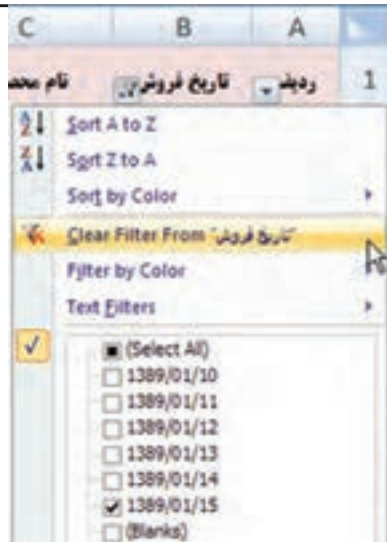 C B A
نام محص تاریخ فروش ردیف 1
Sort A to Z
Sort Z to A
Sort by Color
Clear Filter From "تاریخ فروش"
Filter by Color
Text Filters
(Select All)
1389/01/10
1389/01/11
1389/01/12
1389/01/13
1389/01/14
1389/01/15
(Blanks)